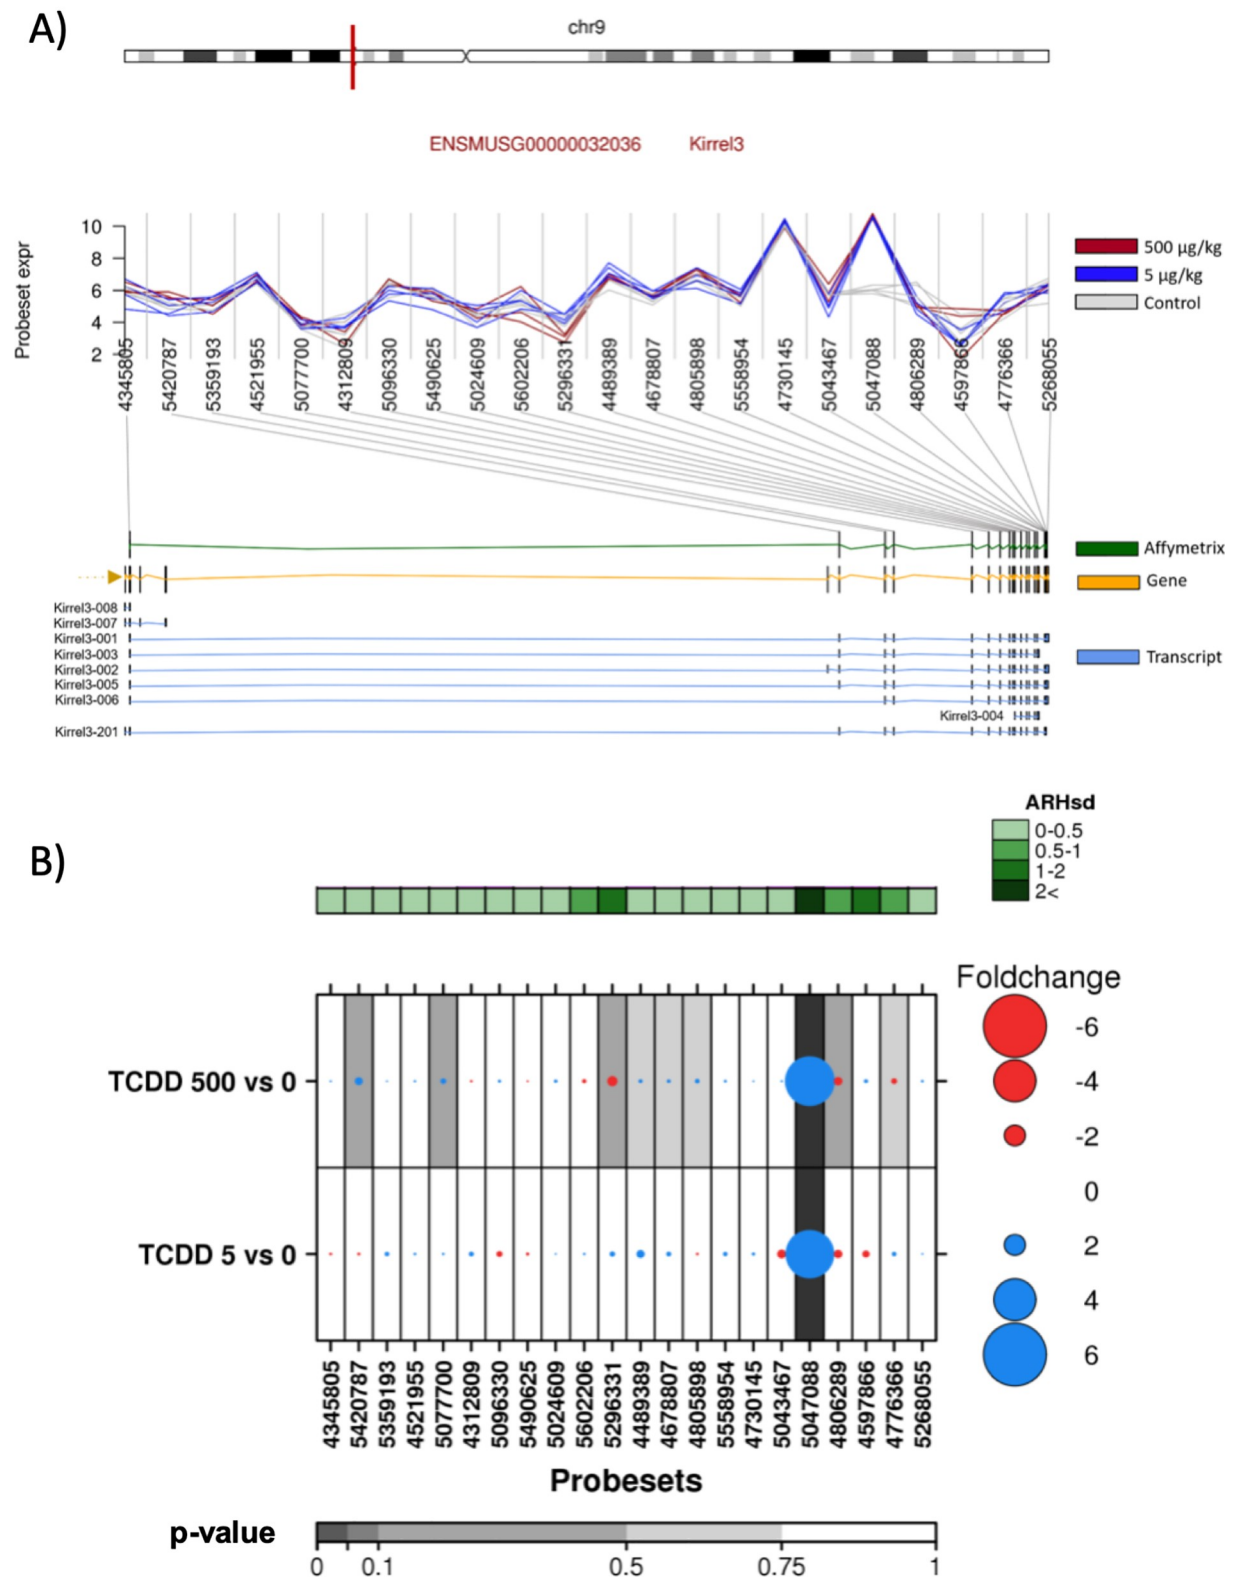 A)
chr9
ENSMUSG00000032036 Kirrel3
Probeset expr
10
8
6
4
2
500 µg/kg
5 µg/kg
Control
4345805
5420787
5359193
4521955
5077700
4312809
5096330
5490625
5024609
5602206
5296331
4489389
4678807
4805898
5558954
4730145
5043467
5047088
4806289
4597866
4776366
5268055
Affymetrix
Gene
Kirrel3-008
Kirrel3-007
Kirrel3-001
Kirrel3-003
Kirrel3-002
Kirrel3-005
Kirrel3-006
Kirrel3-004
Kirrel3-201
Transcript
B)
ARHsd
0-0.5
0.5-1
1-2
2<
Foldchange
-6
-4
-2
0
2
4
6
TCDD 500 vs 0
TCDD 5 vs 0
4345805
5420787
5359193
4521955
5077700
4312809
5096330
5490625
5024609
5602206
5296331
4489389
4678807
4805898
5558954
4730145
5043467
5047088
4806289
4597866
4776366
5268055
Probesets
p-value
0 0.1 0.5 0.75 1